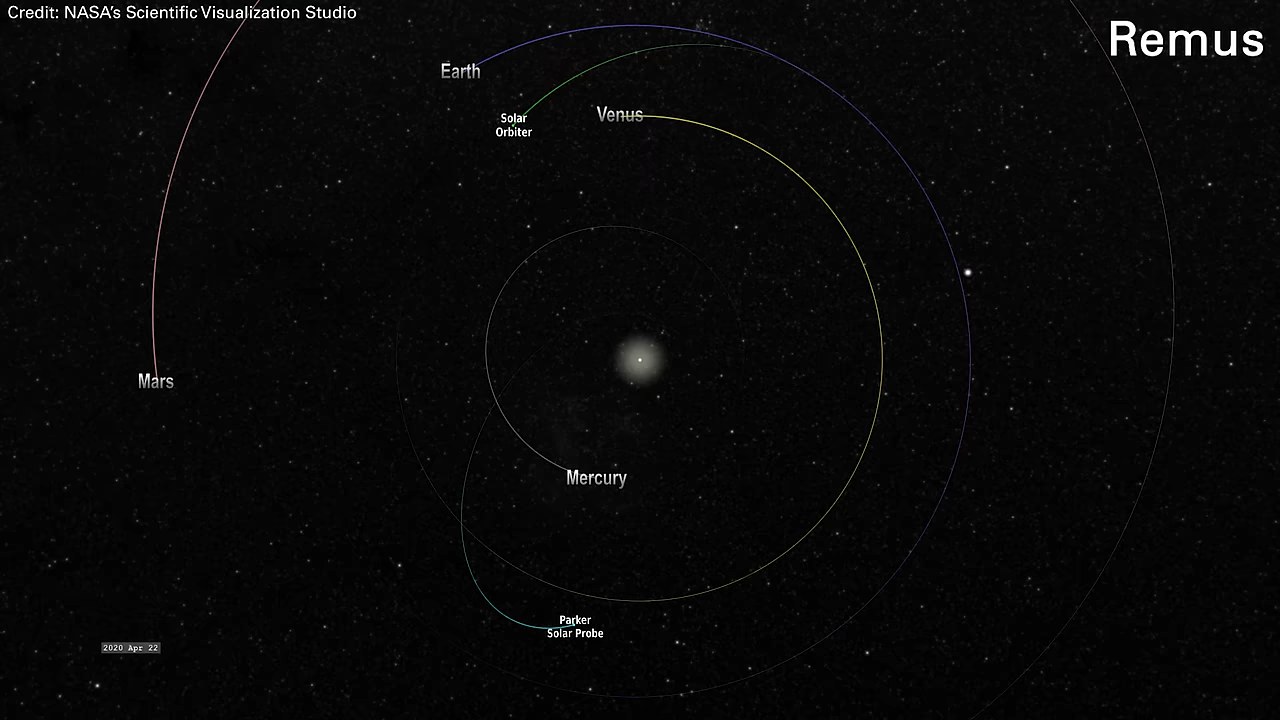 Credit: NASA's Scientific Visualization Studio
Remus
Earth
Solar
Orbiter
Venus
Mars
Mercury
Parker
Solar Probe
2020 Apr 22